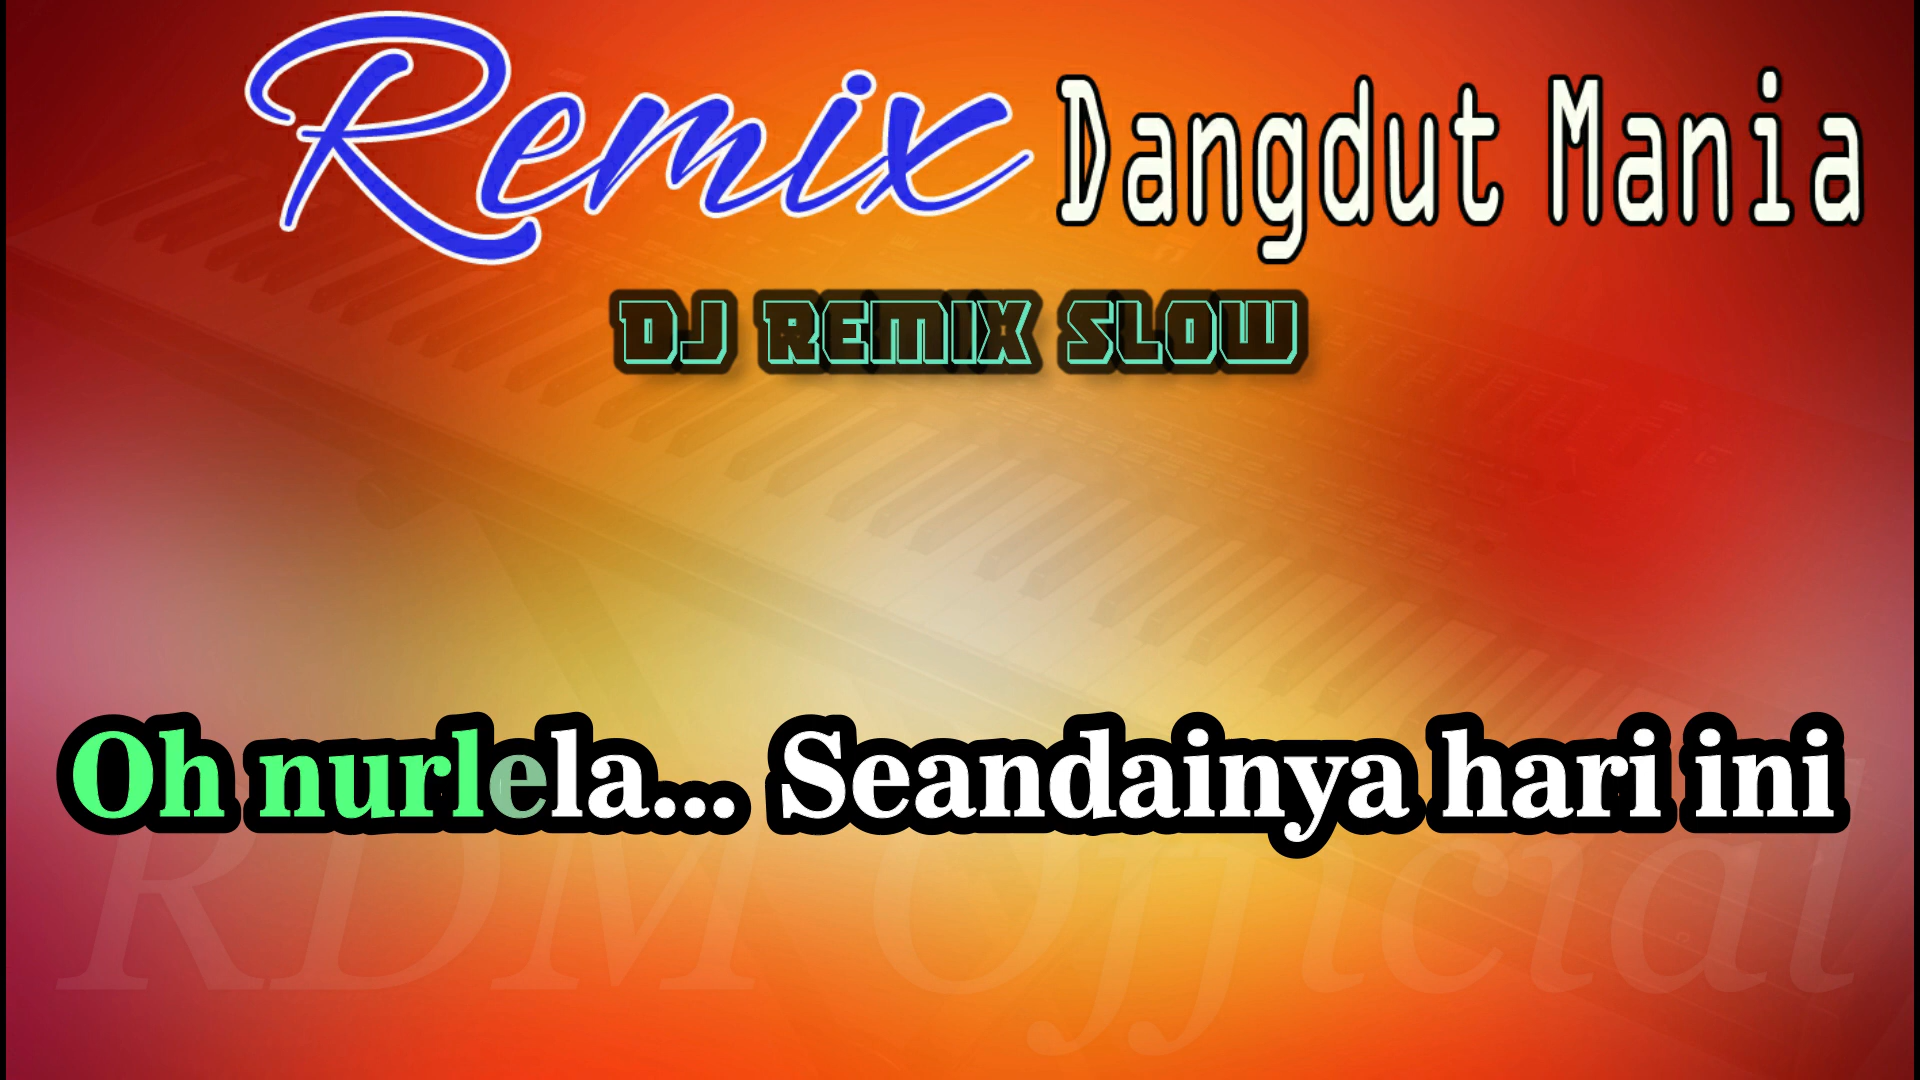 Remix Dangdut Mania
DJ REMIX SLOW
Oh nurlela... Seandainya hari ini
RDM Official